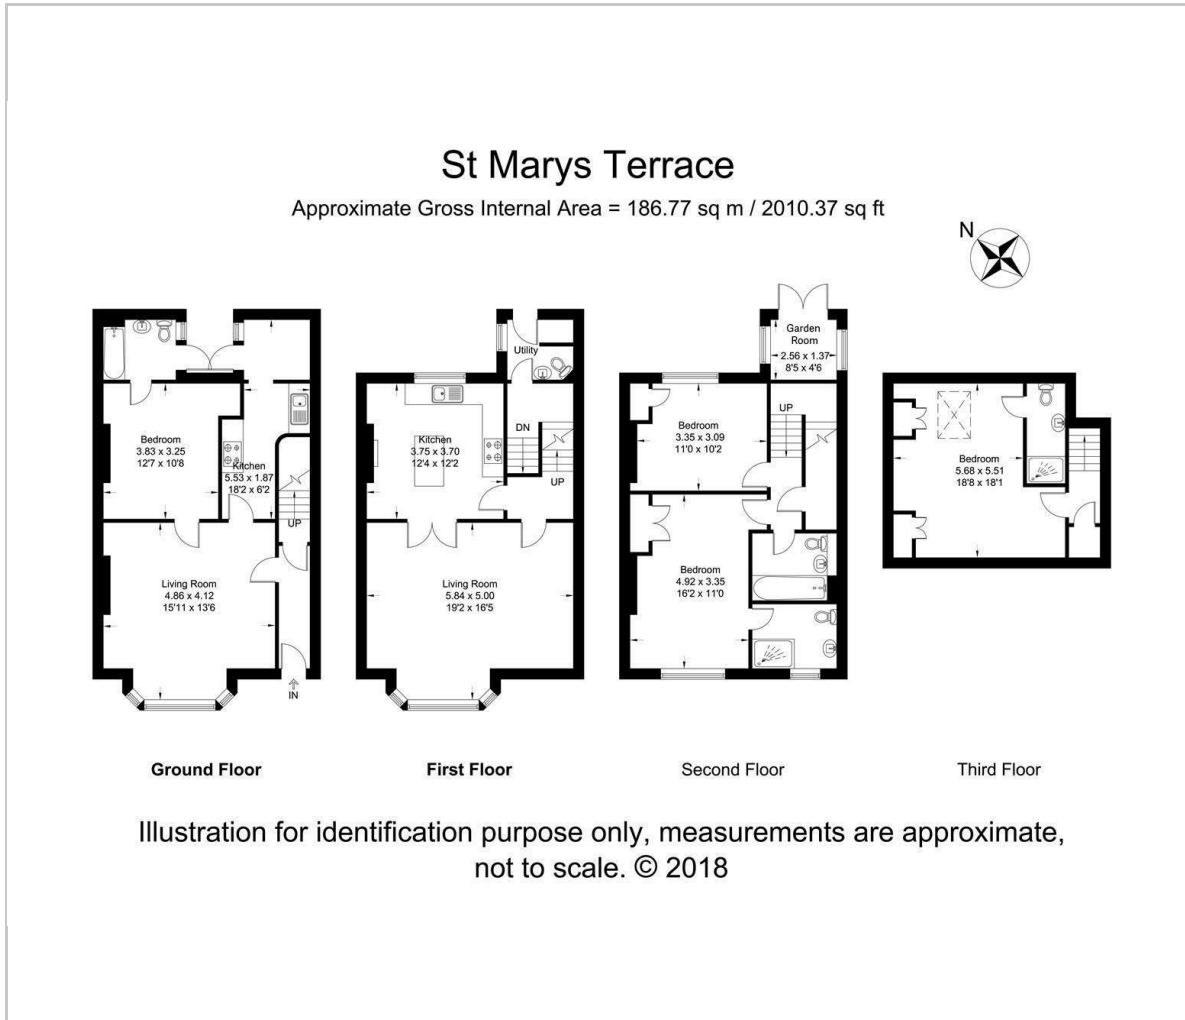 St Marys Terrace
Approximate Gross Internal Area = 186.77 sq m / 2010.37 sq ft
N
Bedroom
3.83 x 3.25
12'7 x 10'8
Kitchen
5.53 x 1.87
18'2 x 6'2
UP
Living Room
4.86 x 4.12
15'11 x 13'6
IN
Ground Floor
Utility
Kitchen
3.75 x 3.70
12'4 x 12'2
DN
UP
Living Room
5.84 x 5.00
19'2 x 16'5
First Floor
Garden
Room
2.56 x 1.37
8'5 x 4'6
UP
Bedroom
3.35 x 3.09
11'0 x 10'2
Bedroom
4.92 x 3.35
16'2 x 11'0
Second Floor
Bedroom
5.68 x 5.51
18'8 x 18'1
Third Floor
Illustration for identification purpose only, measurements are approximate,
not to scale. © 2018